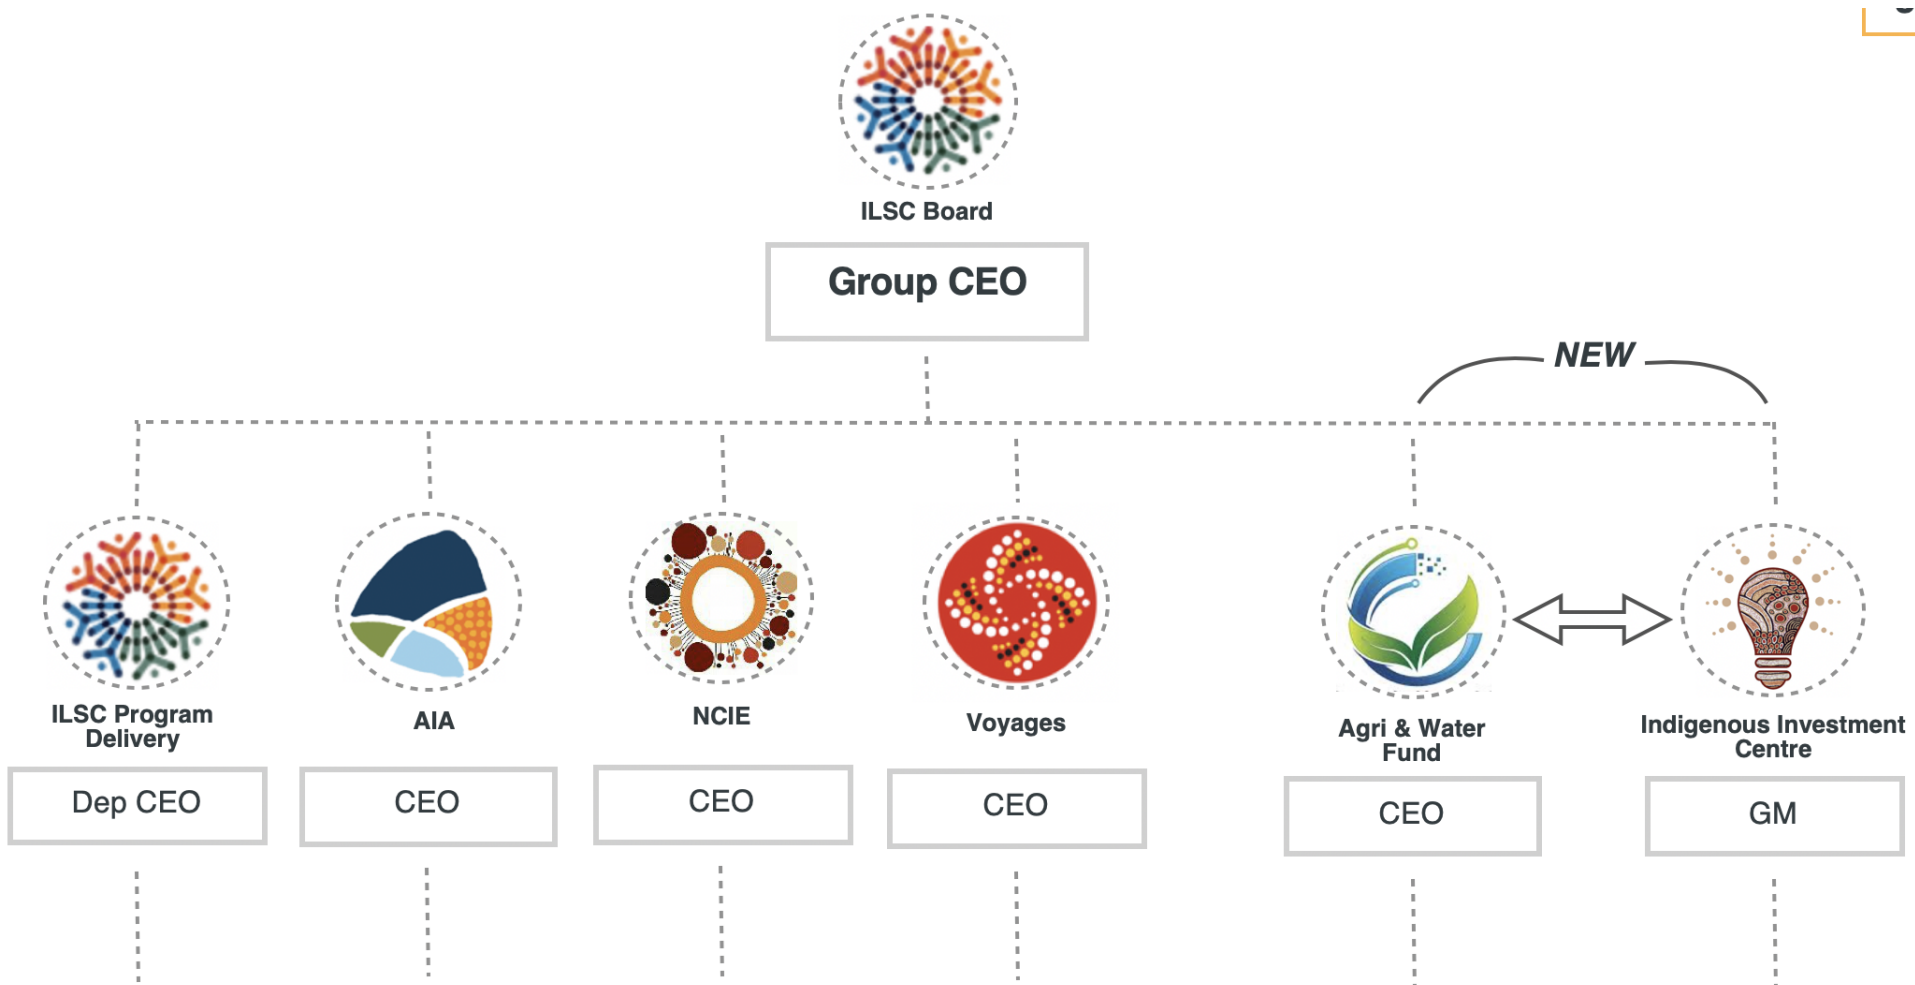 ILSC Board
Group CEO
NEW
ILSC Program
Delivery
AIA
NCIE
Voyages
Agri & Water
Fund
Indigenous Investment
Centre
Dep CEO
CEO
CEO
CEO
CEO
GM